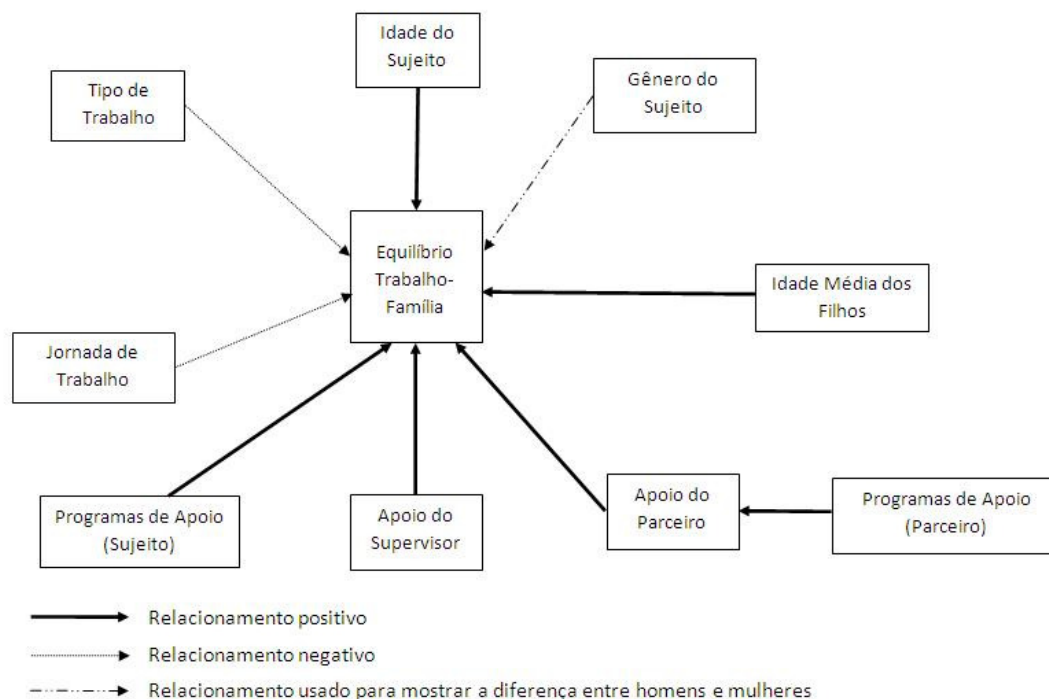 Idade do
Sujeito
Gênero do
Sujeito
Tipo de
Trabalho
Equilíbrio
Trabalho-
Família
Idade Média dos
Filhos
Jornada de
Trabalho
Programas de Apoio
(Sujeito)
Apoio do
Supervisor
Apoio do
Parceiro
Programas de Apoio
(Parceiro)
Relacionamento positivo
Relacionamento negativo
Relacionamento usado para mostrar a diferença entre homens e mulheres